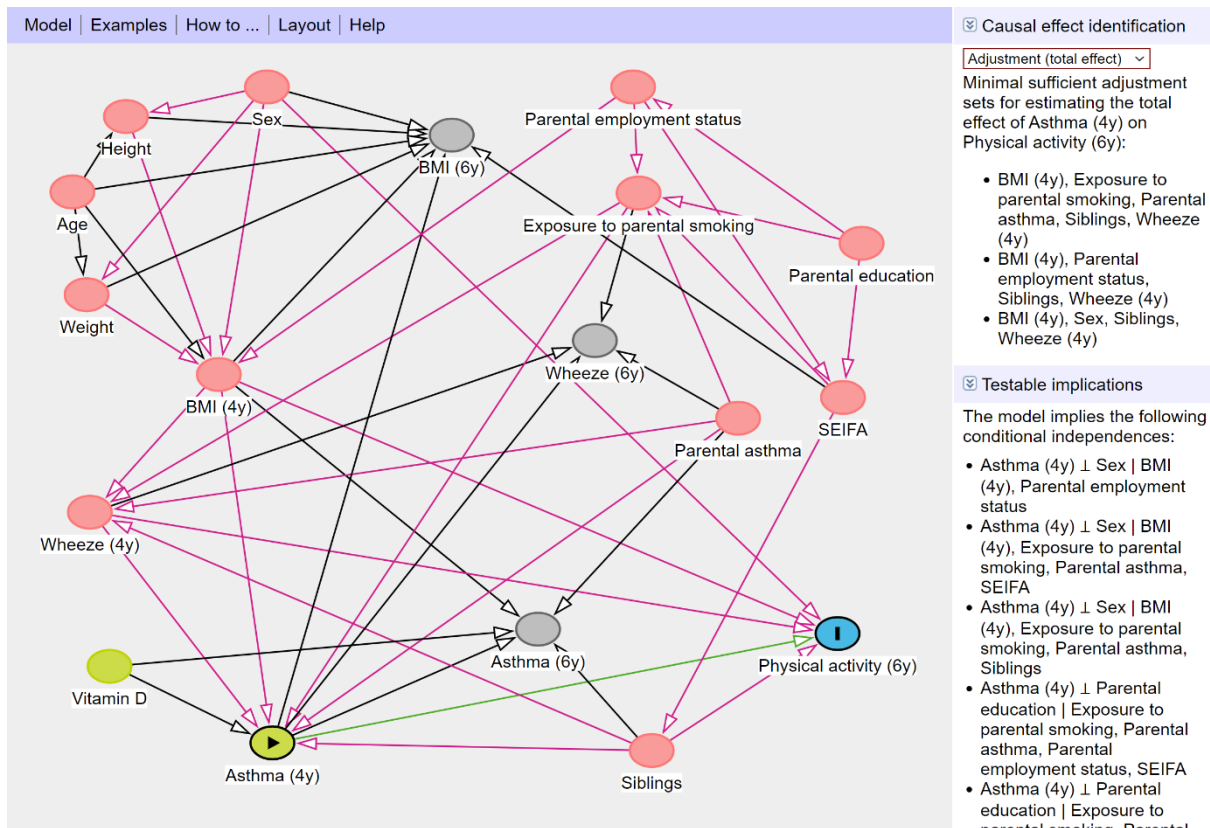 Model | Examples | How to ... | Layout | Help
Sex
Parental employment status
Height
BMI (6y)
Age
Exposure to parental smoking
Parental education
Weight
Wheeze (6y)
BMI (4y)
SEIFA
Parental asthma
Wheeze (4y)
Asthma (6y)
Physical activity (6y)
Vitamin D
Asthma (4y)
Siblings
Causal effect identification
Adjustment (total effect)
Minimal sufficient adjustment
sets for estimating the total
effect of Asthma (4y) on
Physical activity (6y):
• BMI (4y), Exposure to
parental smoking, Parental
asthma, Siblings, Wheeze
(4y)
• BMI (4y), Parental
employment status,
Siblings, Wheeze (4y)
• BMI (4y), Sex, Siblings,
Wheeze (4y)
Testable implications
The model implies the following
conditional independences:
• Asthma (4y) ⊥ Sex | BMI
(4y), Parental employment
status
• Asthma (4y) ⊥ Sex | BMI
(4y), Exposure to parental
smoking, Parental asthma,
SEIFA
• Asthma (4y) ⊥ Sex | BMI
(4y), Exposure to parental
smoking, Parental asthma,
Siblings
• Asthma (4y) ⊥ Parental
education | Exposure to
parental smoking, Parental
asthma, Parental
employment status, SEIFA
• Asthma (4y) ⊥ Parental
education | Exposure to
parental smoking, Parental